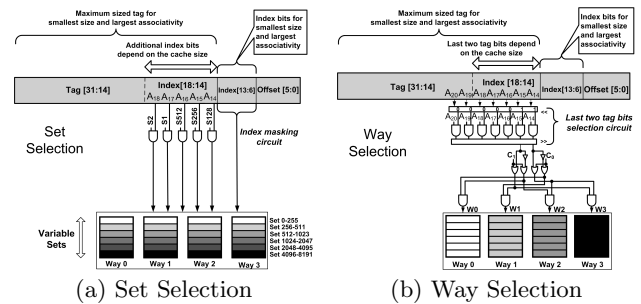 Maximum sized tag for
smallest size and largest associativity
Index bits for
smallest size
and largest
associativity
Additional index bits
depend on the cache size
Tag [31:14]
Index[18:14]
A18 A17 A16 A15 A14
Index[13:6]
Offset [5:0]
Set
Selection
S2
S1
S512
S256
S128
Index masking
circuit
Variable
Sets
Set 0-255
Set 256-511
Set 512-1023
Set 1024-2047
Set 2048-4095
Set 4096-8191
Way 0
Way 1
Way 2
Way 3
(a) Set Selection
Maximum sized tag for
smallest size and largest associativity
Index bits for
smallest size
and largest
associativity
Last two tag bits depend
on the cache size
Tag [31:14]
Index [18:14]
A20 A19 A18 A17 A16 A15 A14
Index[13:6]
Offset [5:0]
Way
Selection
<<
A20 A19 A18 A17 A16 A15 A14
>>
Last two tag bits
selection circuit
C1
C0
W0
W1
W2
W3
Way 0
Way 1
Way 2
Way 3
(b) Way Selection